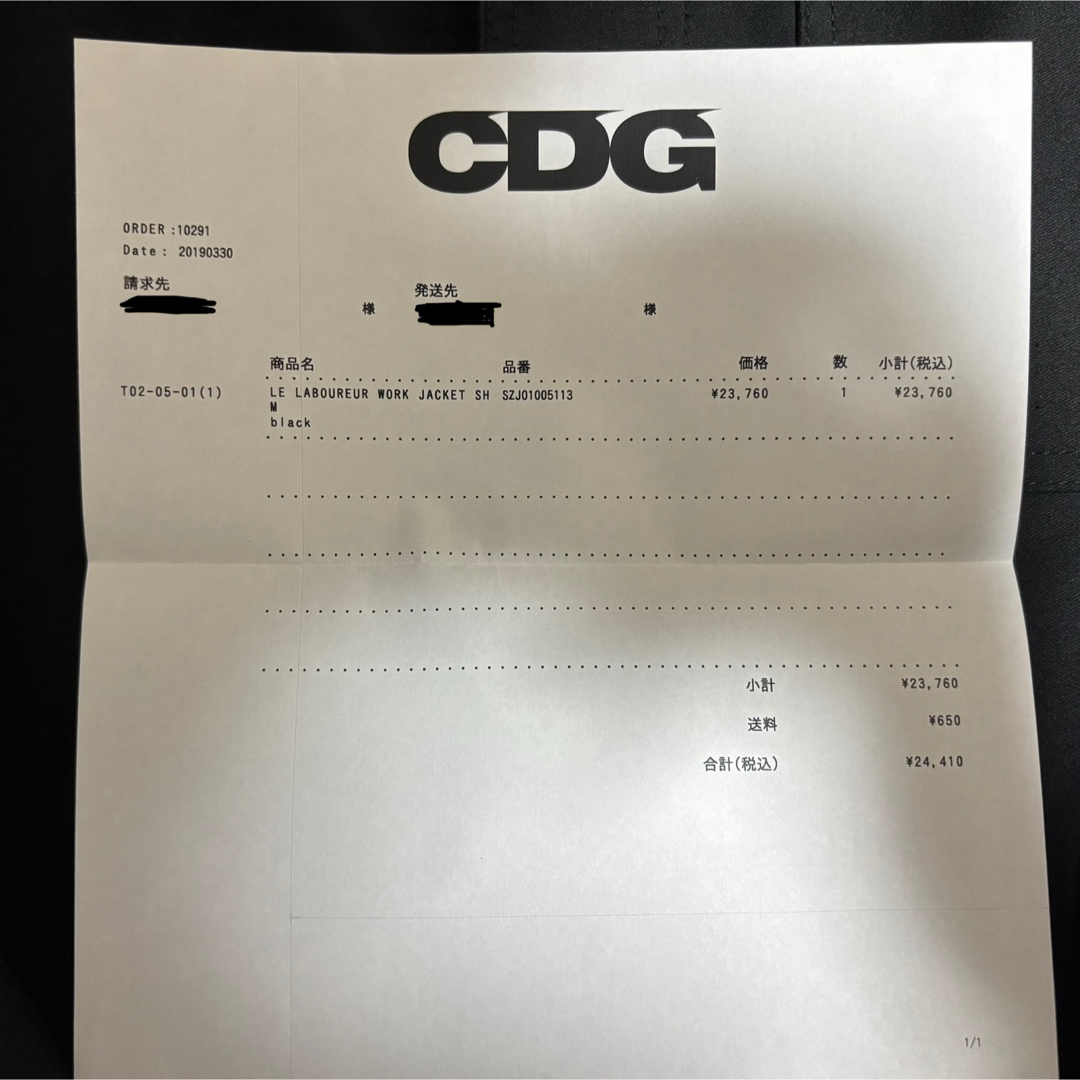 CDG
ORDER :10291
Date : 20190330
請求先
発送先
様 様
商品名 品番 価格 数 小計(税込)
T02-05-01(1) LE LABOUREUR WORK JACKET SH SZJ01005113 ¥23,760 1 ¥23,760
M
black
小計 ¥23,760
送料 ¥650
合計(税込) ¥24,410
1/1